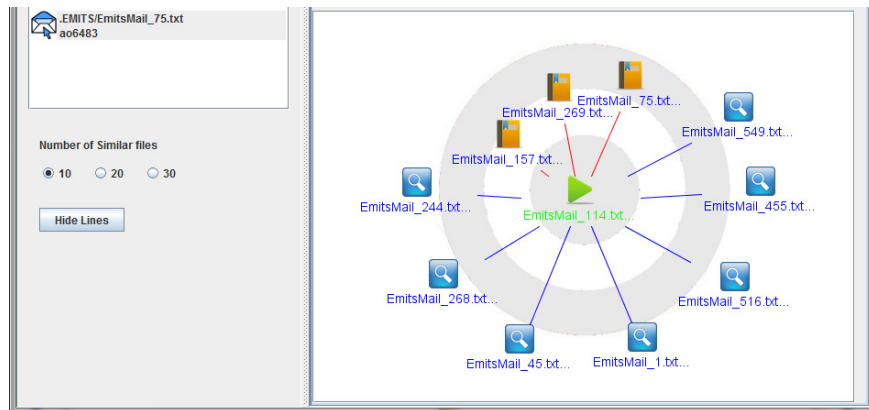 .EMITS/EmitsMail_75.txt
ao6483
Number of Similar files
10 20 30
Hide Lines
EmitsMail_75.txt...
EmitsMail_269.txt...
EmitsMail_549.txt...
EmitsMail_157.txt...
EmitsMail_244.txt...
EmitsMail_455.txt...
EmitsMail_114.txt...
EmitsMail_268.txt...
EmitsMail_516.txt...
EmitsMail_45.txt...
EmitsMail_1.txt...